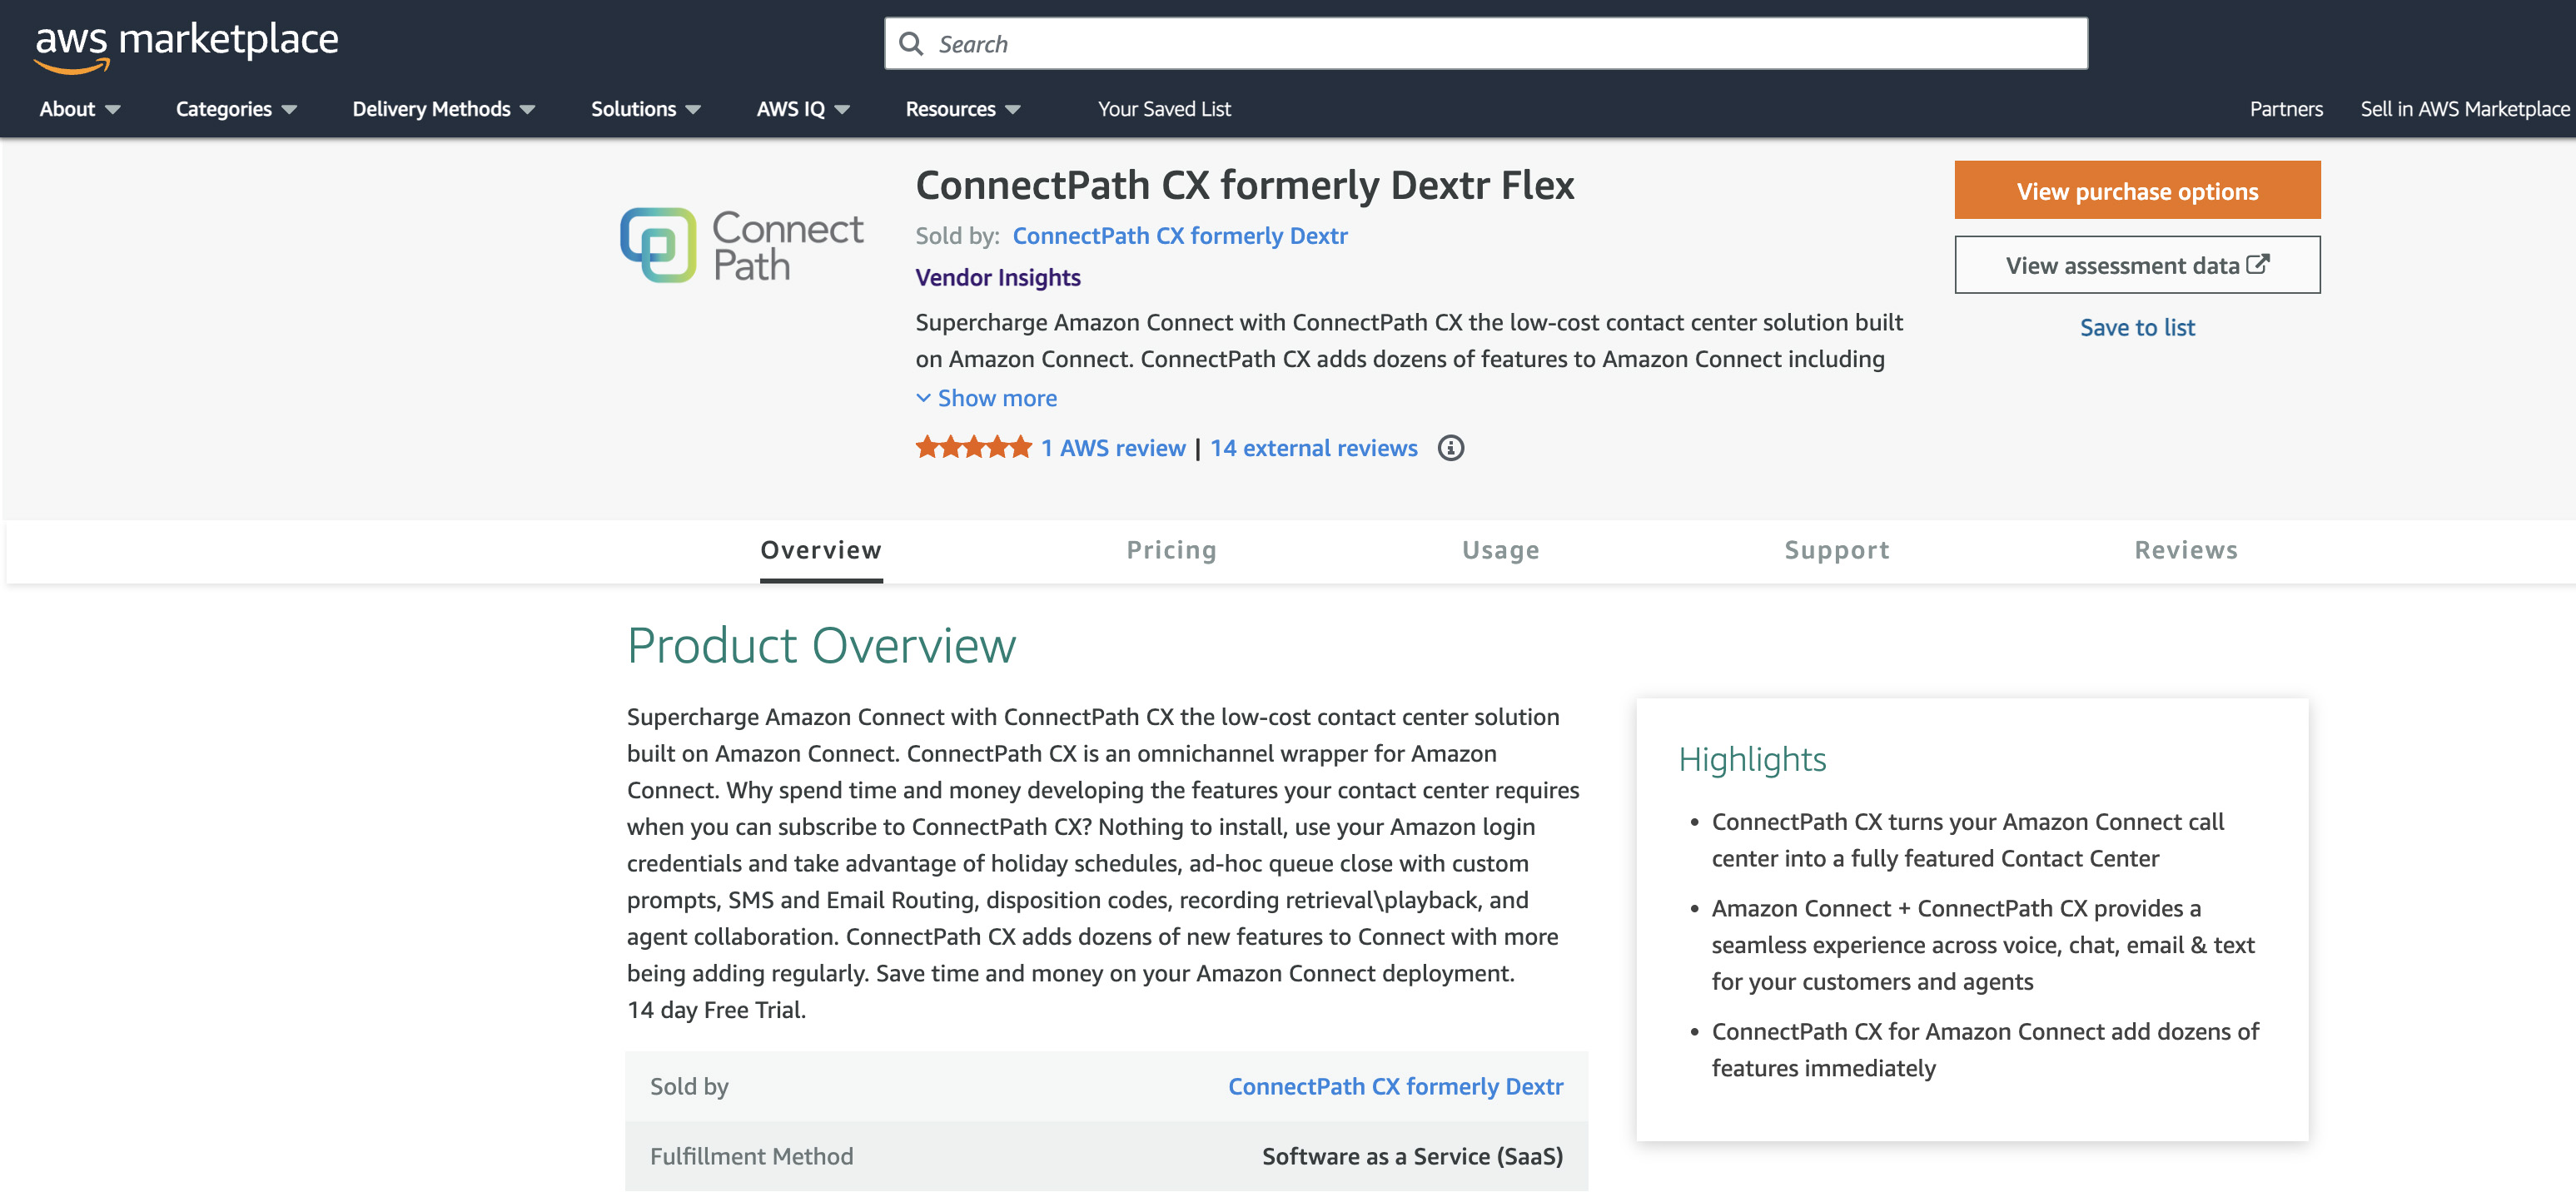 aws marketplace
Search
About
Categories
Delivery Methods
Solutions
AWS IQ
Resources
Your Saved List
Partners
Sell in AWS Marketplace
Connect
Path
ConnectPath CX formerly Dextr Flex
Sold by: ConnectPath CX formerly Dextr
Vendor Insights
Supercharge Amazon Connect with ConnectPath CX the low-cost contact center solution built
on Amazon Connect. ConnectPath CX adds dozens of features to Amazon Connect including
Show more
1 AWS review | 14 external reviews
View purchase options
View assessment data
Save to list
Overview
Pricing
Usage
Support
Reviews
Product Overview
Supercharge Amazon Connect with ConnectPath CX the low-cost contact center solution
built on Amazon Connect. ConnectPath CX is an omnichannel wrapper for Amazon
Connect. Why spend time and money developing the features your contact center requires
when you can subscribe to ConnectPath CX? Nothing to install, use your Amazon login
credentials and take advantage of holiday schedules, ad-hoc queue close with custom
prompts, SMS and Email Routing, disposition codes, recording retrieval\playback, and
agent collaboration. ConnectPath CX adds dozens of new features to Connect with more
being adding regularly. Save time and money on your Amazon Connect deployment.
14 day Free Trial.
Sold by
ConnectPath CX formerly Dextr
Fulfillment Method
Software as a Service (SaaS)
Highlights
• ConnectPath CX turns your Amazon Connect call
center into a fully featured Contact Center
• Amazon Connect + ConnectPath CX provides a
seamless experience across voice, chat, email & text
for your customers and agents
• ConnectPath CX for Amazon Connect add dozens of
features immediately